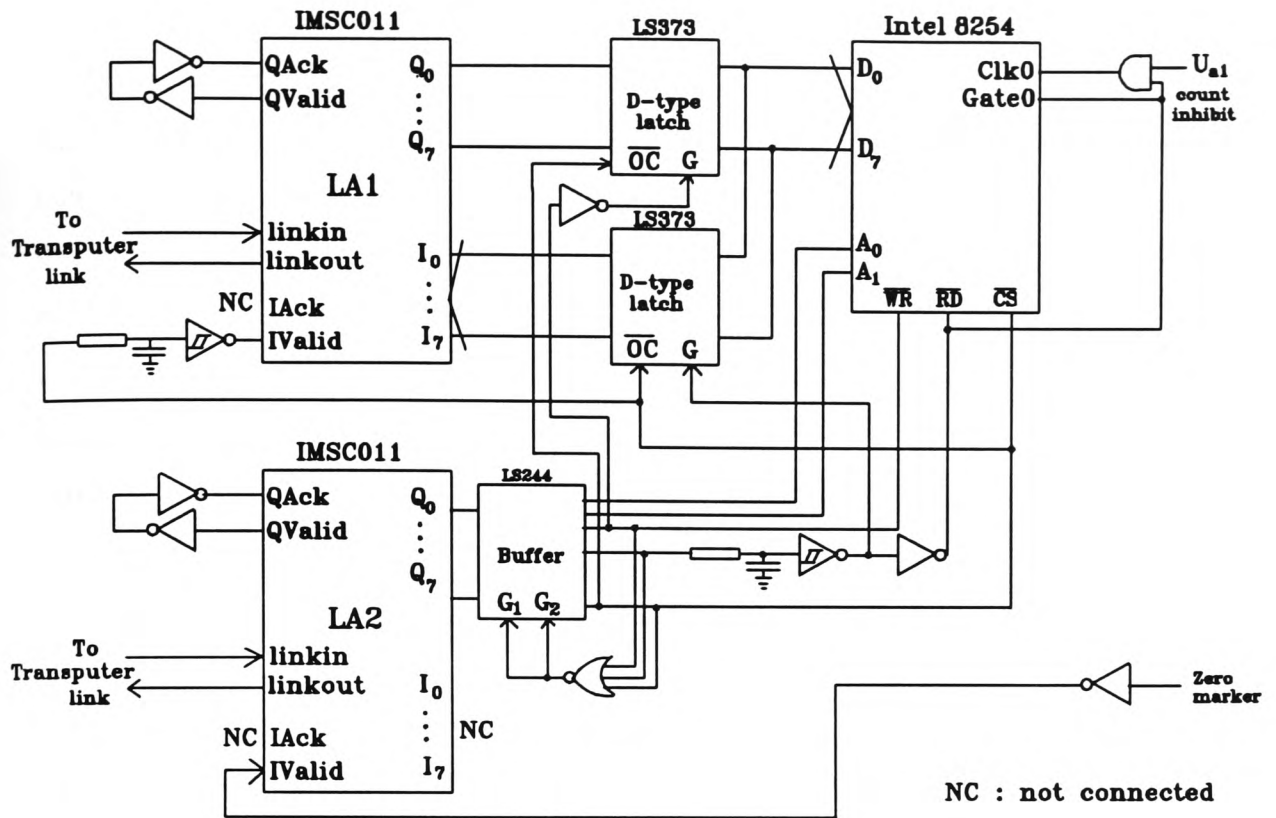 IMSC011
QAck
QValid
Q0
Q7
LA1
To
Transputer
link
linkin
linkout
NC
IAck
IValid
I0
I7
LS373
D-type
latch
OC G
LS373
D-type
latch
OC G
Intel 8254
D0
D7
Clk0
Gate0
A0
A1
WR RD CS
Ua1
count
inhibit
IMSC011
QAck
QValid
Q0
Q7
LA2
To
Transputer
link
linkin
linkout
NC
IAck
IValid
I0
I7
NC
LS244
Buffer
G1 G2
Zero
marker
NC : not connected